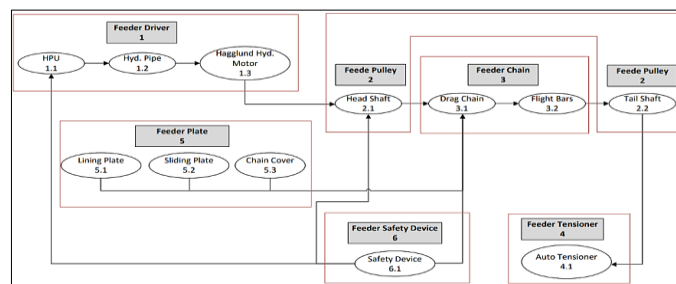 Feeder Driver
1
HPU
1.1
Hyd. Pipe
1.2
Hagglund Hyd.
Motor
1.3
Feede Pulley
2
Head Shaft
2.1
Feeder Chain
3
Drag Chain
3.1
Flight Bars
3.2
Feede Pulley
2
Tail Shaft
2.2
Feeder Plate
5
Lining Plate
5.1
Sliding Plate
5.2
Chain Cover
5.3
Feeder Safety Device
6
Safety Device
6.1
Feeder Tensioner
4
Auto Tensioner
4.1